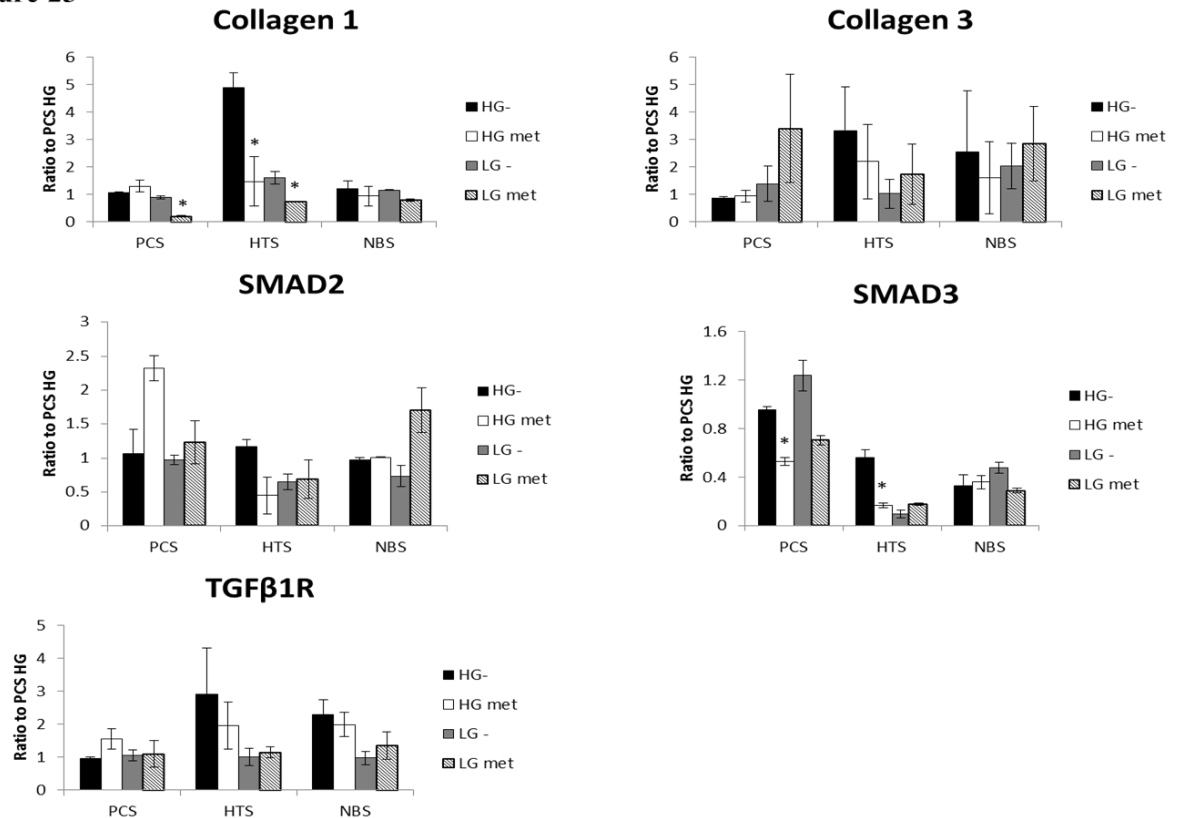 Collagen 1
6
5
4
3
2
1
0
Ratio to PCS HG
*
*
*
PCS HTS NBS
HG-
HG met
LG -
LG met
Collagen 3
6
5
4
3
2
1
0
Ratio to PCS HG
PCS HTS NBS
HG-
HG met
LG -
LG met
SMAD2
3
2.5
2
1.5
1
0.5
0
Ratio to PCS HG
PCS HTS NBS
HG-
HG met
LG -
LG met
SMAD3
1.6
1.2
0.8
0.4
0
Ratio to PCS HG
*
*
PCS HTS NBS
HG-
HG met
LG -
LG met
TGFβ1R
5
4
3
2
1
0
Ratio to PCS HG
PCS HTS NBS
HG-
HG met
LG -
LG met